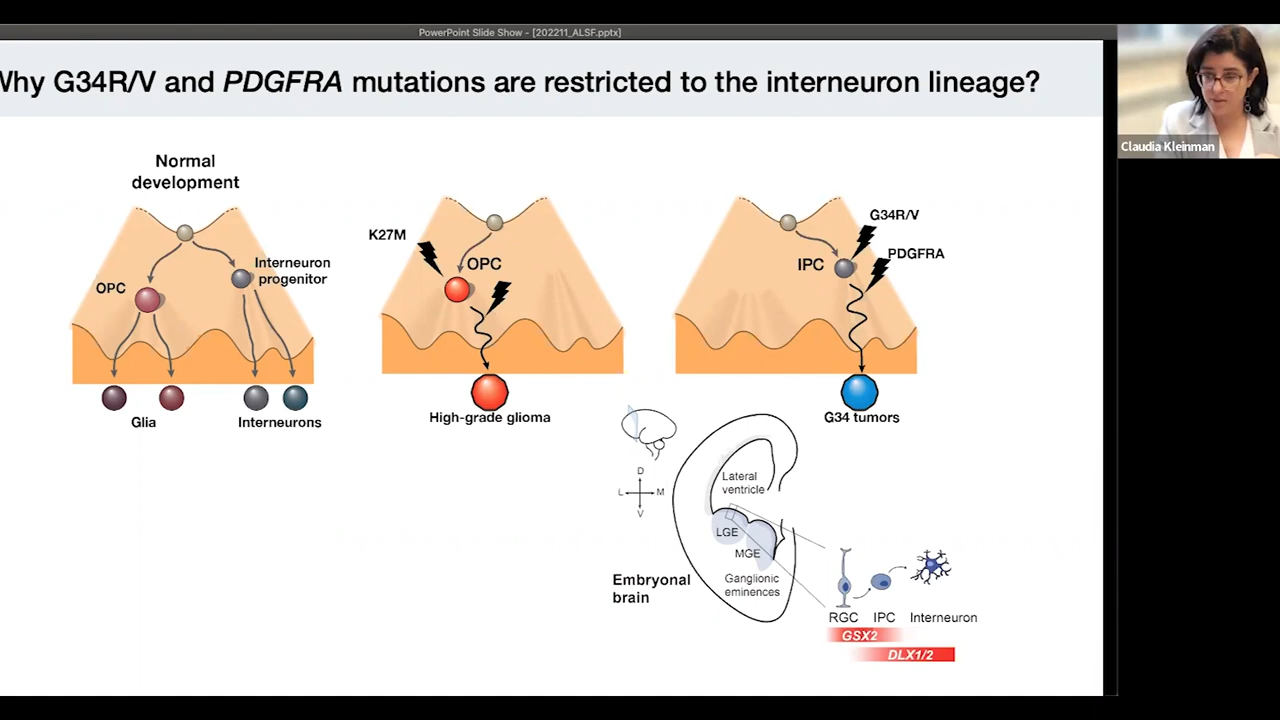 PowerPoint Slide Show - [202211_ALSF.pptx]
Why G34R/V and PDGFRA mutations are restricted to the interneuron lineage?
Claudia Kleinman
Normal
development
OPC
Interneuron
progenitor
Glia
Interneurons
K27M
OPC
High-grade glioma
G34R/V
PDGFRA
IPC
G34 tumors
D
L
M
V
Lateral
ventricle
LGE
MGE
Ganglionic
eminences
Embryonal
brain
RGC
IPC
Interneuron
GSX2
DLX1/2